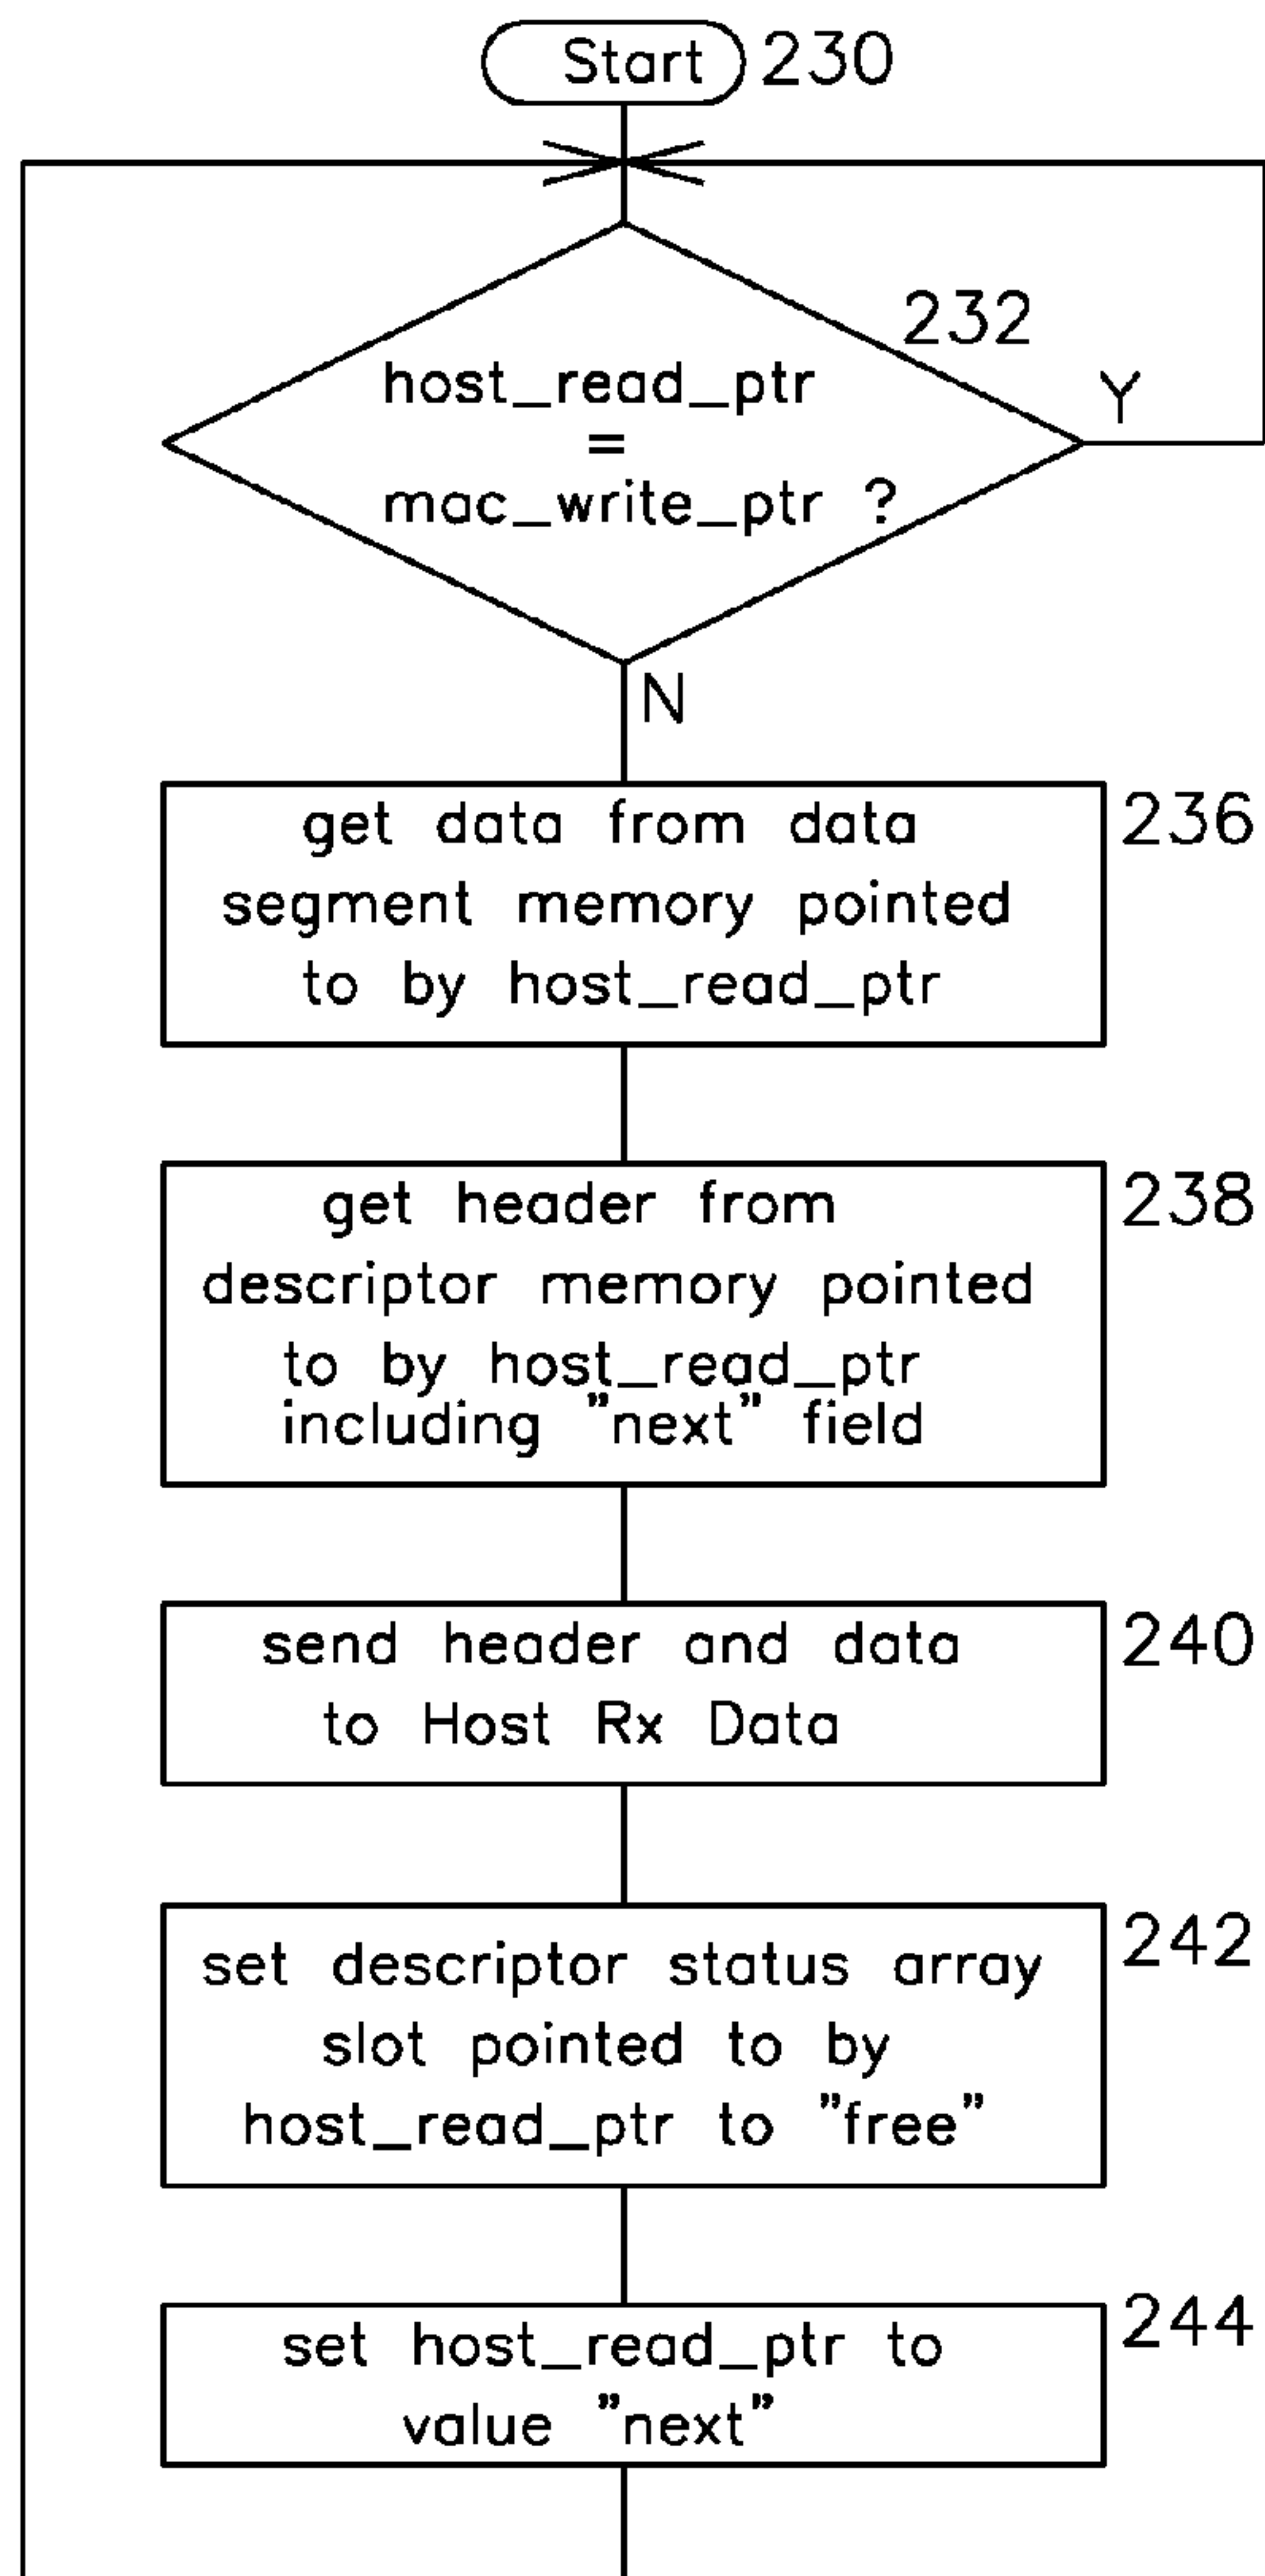 Start 230
232
host_read_ptr
Y
=
mac_write_ptr ?
N
get data from data 236
segment memory pointed
to by host_read_ptr
get header from 238
descriptor memory pointed
to by host_read_ptr
including "next" field
send header and data 240
to Host Rx Data
set descriptor status array 242
slot pointed to by
host_read_ptr to "free"
set host_read_ptr to 244
value "next"